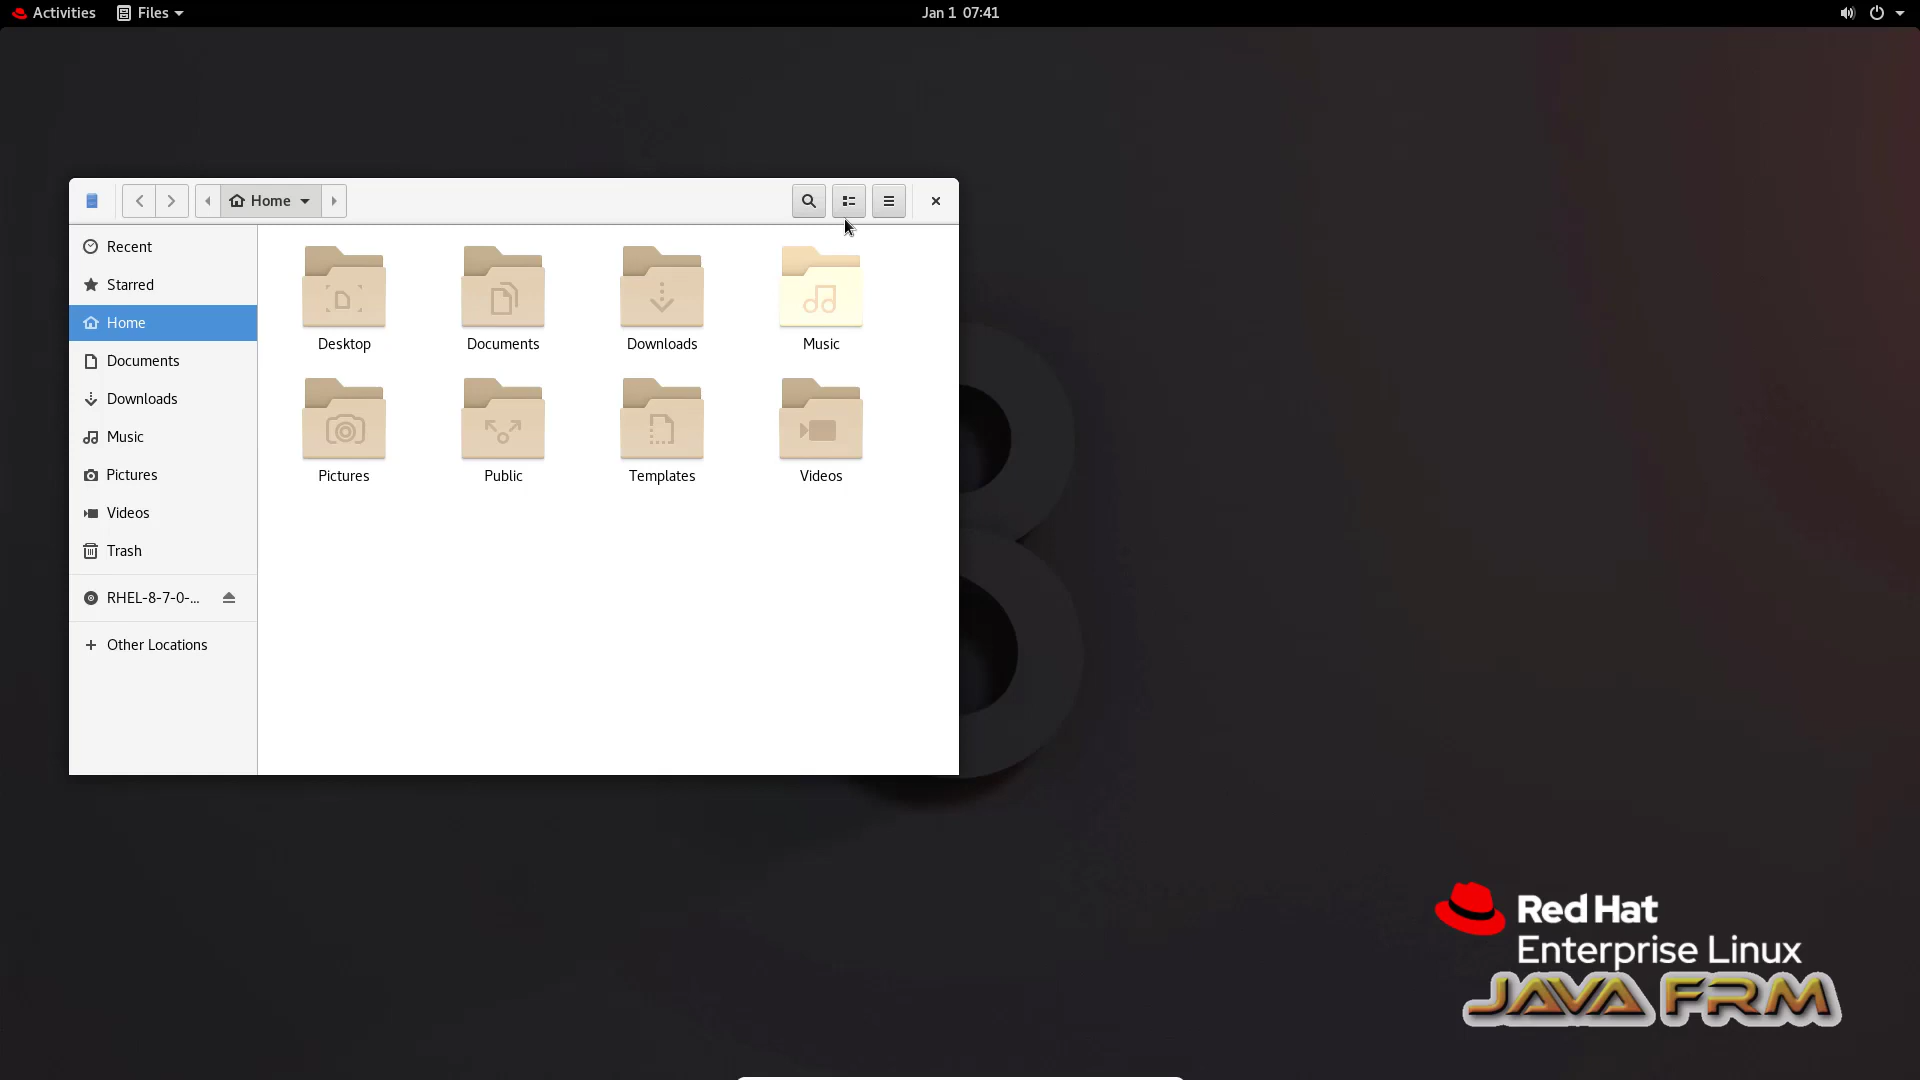 Activities
Files
Jan 1 07:41
Home
Recent
Starred
Home
Documents
Downloads
Music
Pictures
Videos
Trash
RHEL-8-7-0-...
Other Locations
Desktop
Documents
Downloads
Music
Pictures
Public
Templates
Videos
Red Hat
Enterprise Linux
JAVA FRM